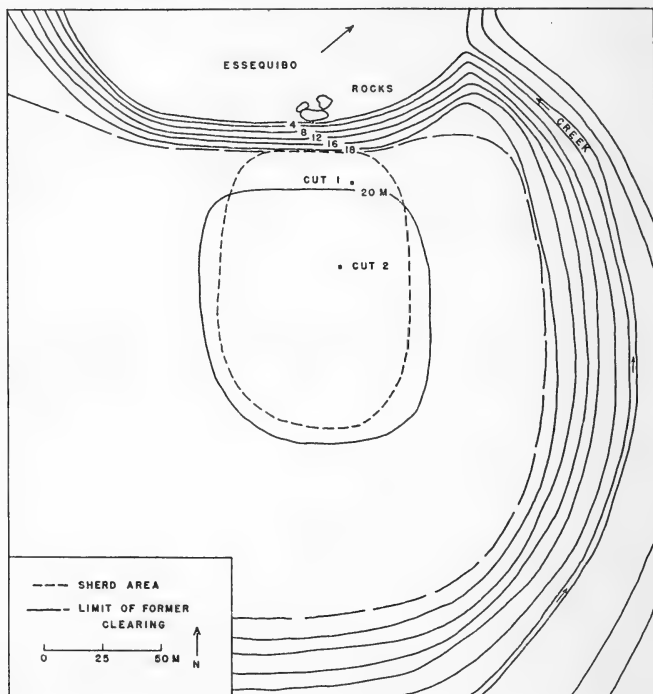 ESSEQUIBO
ROCKS
CREEK
4
8
12
16
18
CUT 1
20 M
CUT 2
SHERD AREA
LIMIT OF FORMER
CLEARING
N
0 25 50 M